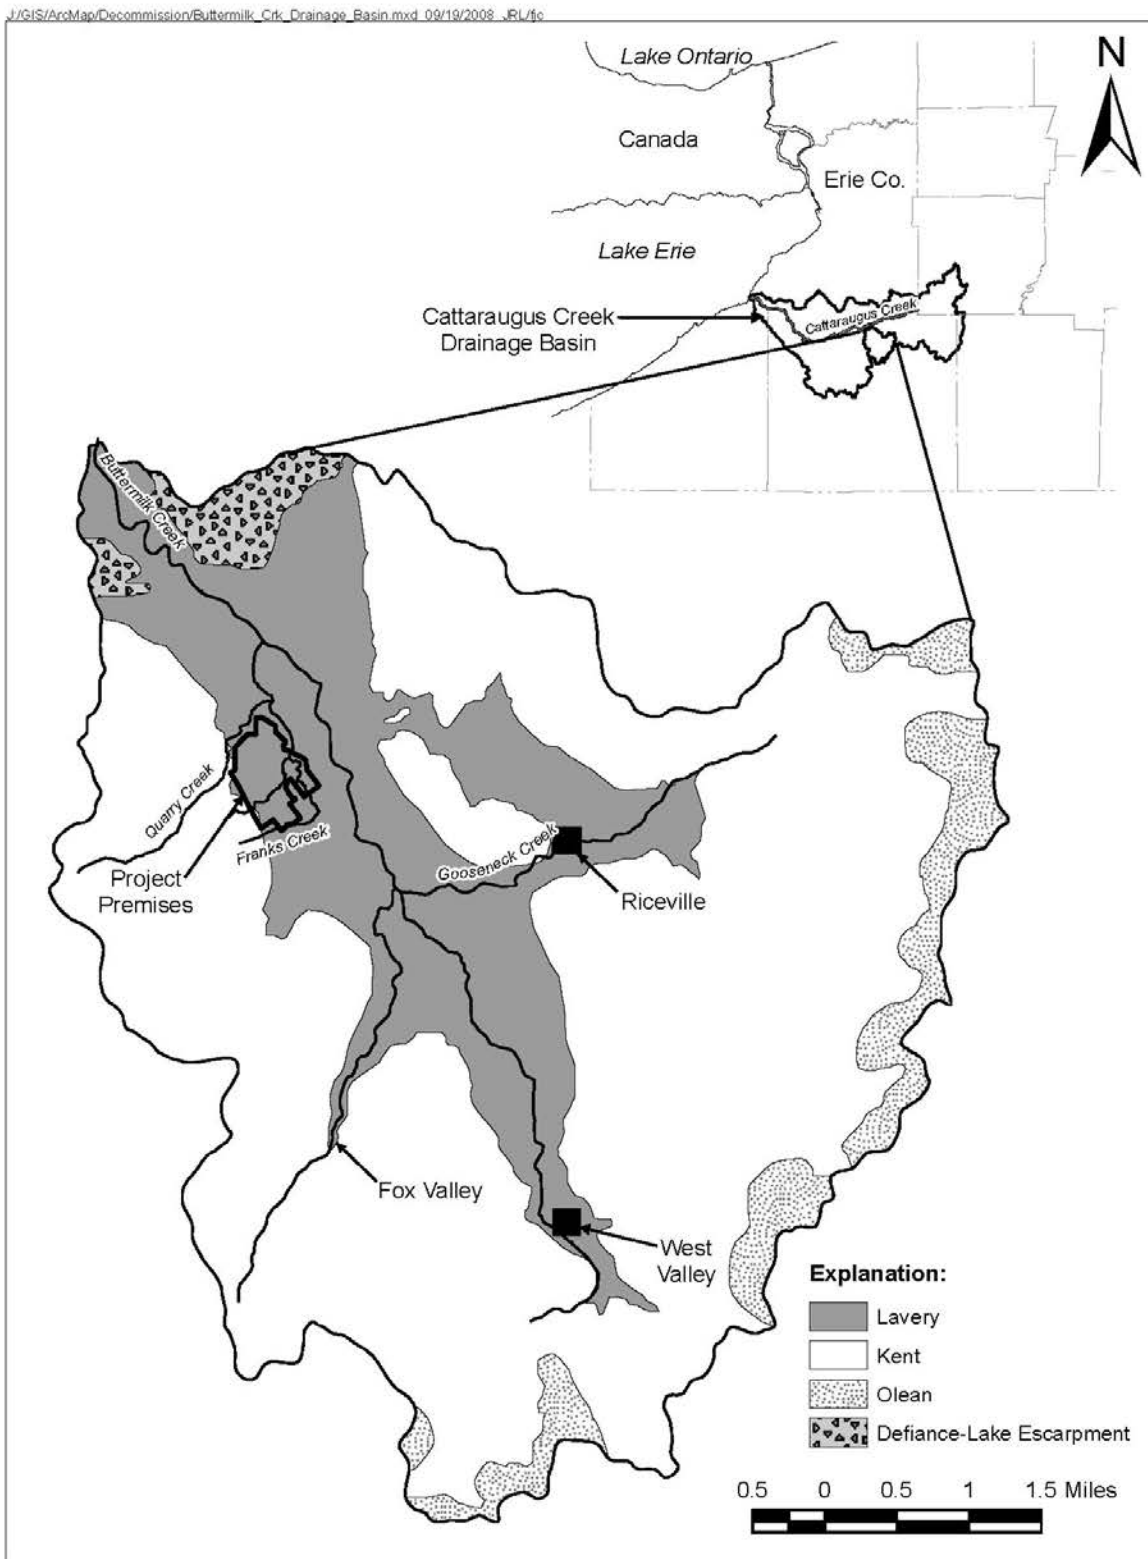 J:/GIS/ArcMap/Decommission/Buttermilk_Crk_Drainage_Basin.mxd 09/19/2008 JRL/fjc
Lake Ontario
N
Canada
Erie Co.
Lake Erie
Cattaraugus Creek
Drainage Basin
Cattaraugus Creek
Buttermilk Creek
Quarry Creek
Franks Creek
Gooseneck Creek
Project
Premises
Riceville
Fox Valley
West
Valley
Explanation:
Lavery
Kent
Olean
Defiance-Lake Escarpment
0.5 0 0.5 1 1.5 Miles